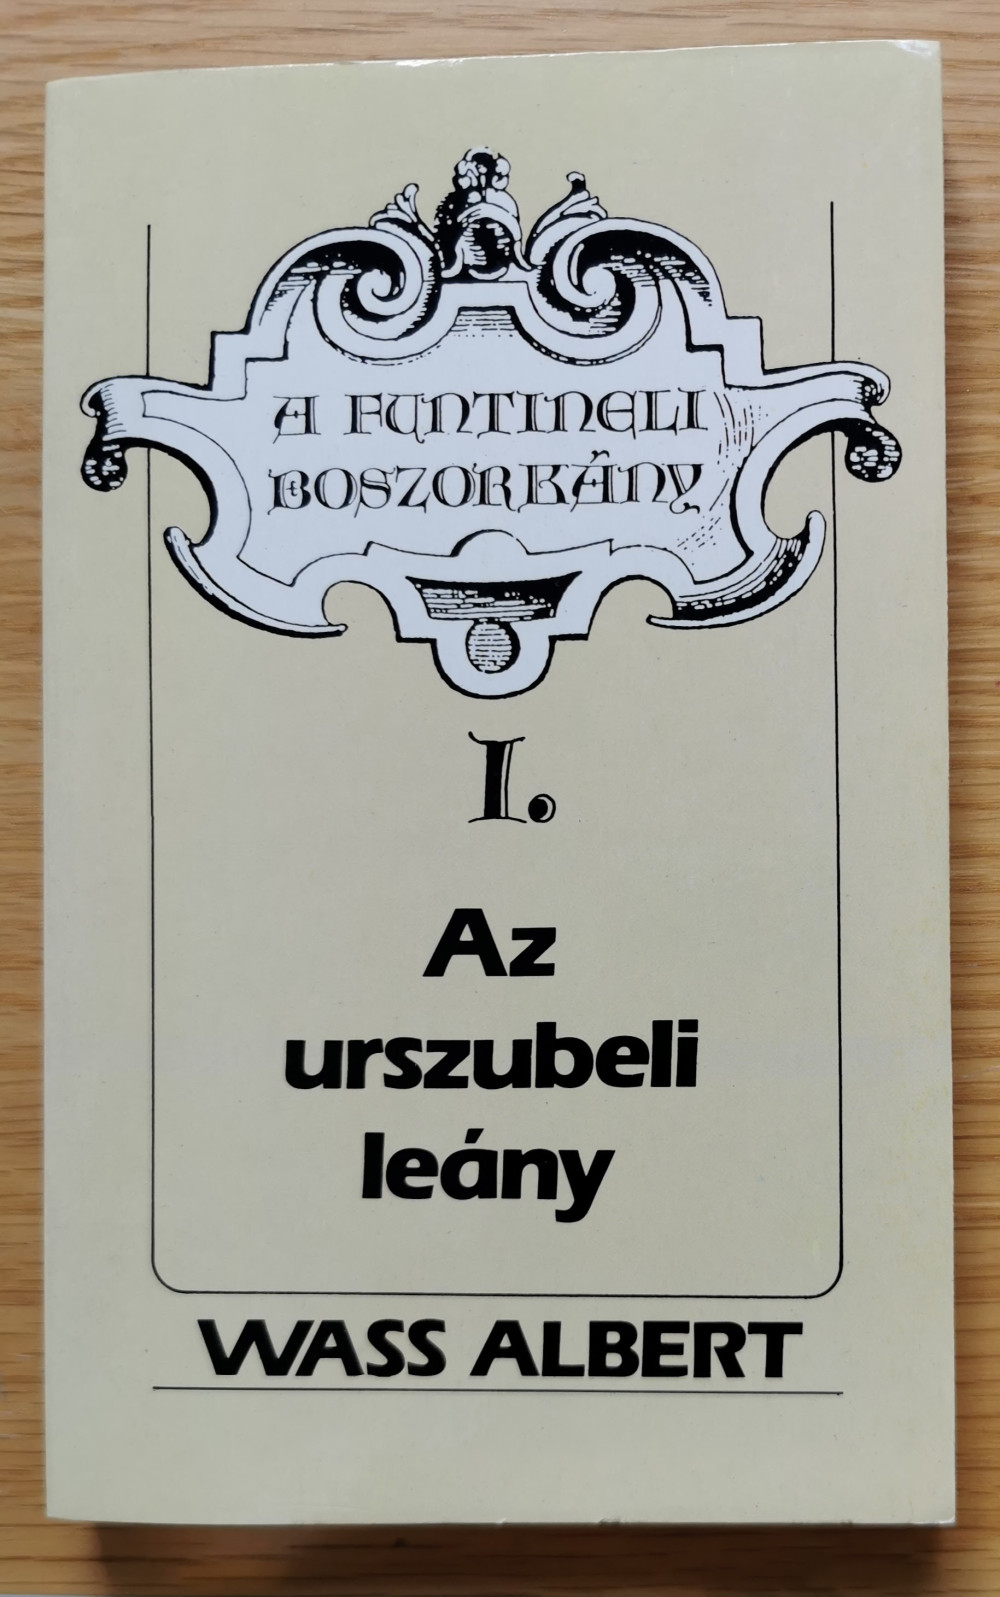 A FUNTINELI
BOSZORKÁNY
I.
Az
urszubeli
leány
WASS ALBERT